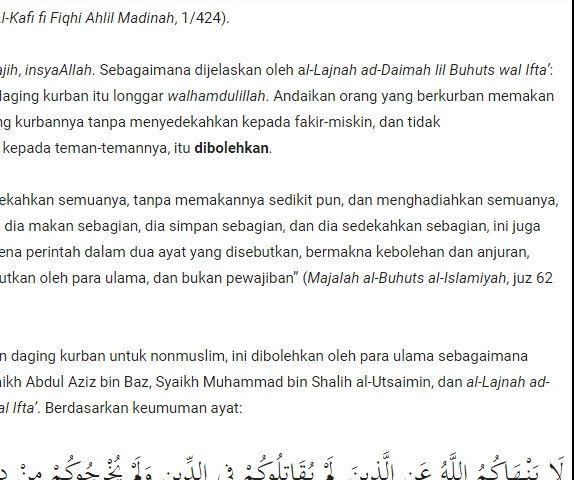 l-Kafi fi Fiqhi Ahlil Madinah, 1/424).
ajih, insyaAllah. Sebagaimana dijelaskan oleh al-Lajnah ad-Daimah lil Buhuts wal Ifta’:
daging kurban itu longgar walhamdulillah. Andaikan orang yang berkurban memakan
ng kurbannya tanpa menyedekahkan kepada fakir-miskin, dan tidak
kepada teman-temannya, itu dibolehkan.
ekahkan semuanya, tanpa memakannya sedikit pun, dan menghadiahkan semuanya,
dia makan sebagian, dia simpan sebagian, dan dia sedekahkan sebagian, ini juga
ena perintah dalam dua ayat yang disebutkan, bermakna kebolehan dan anjuran,
utkan oleh para ulama, dan bukan pewajiban” (Majalah al-Buhuts al-Islamiyah, juz 62
n daging kurban untuk nonmuslim, ini dibolehkan oleh para ulama sebagaimana
aikh Abdul Aziz bin Baz, Syaikh Muhammad bin Shalih al-Utsaimin, dan al-Lajnah ad-
al Ifta’. Berdasarkan keumuman ayat:
لَا يَنْهَاكُمُ اللَّهُ عَنِ الَّذِينَ لَمْ يُقَاتِلُوكُمْ فِي الدِّينِ وَلَمْ يُخْرِجُوكُمْ مِنْ